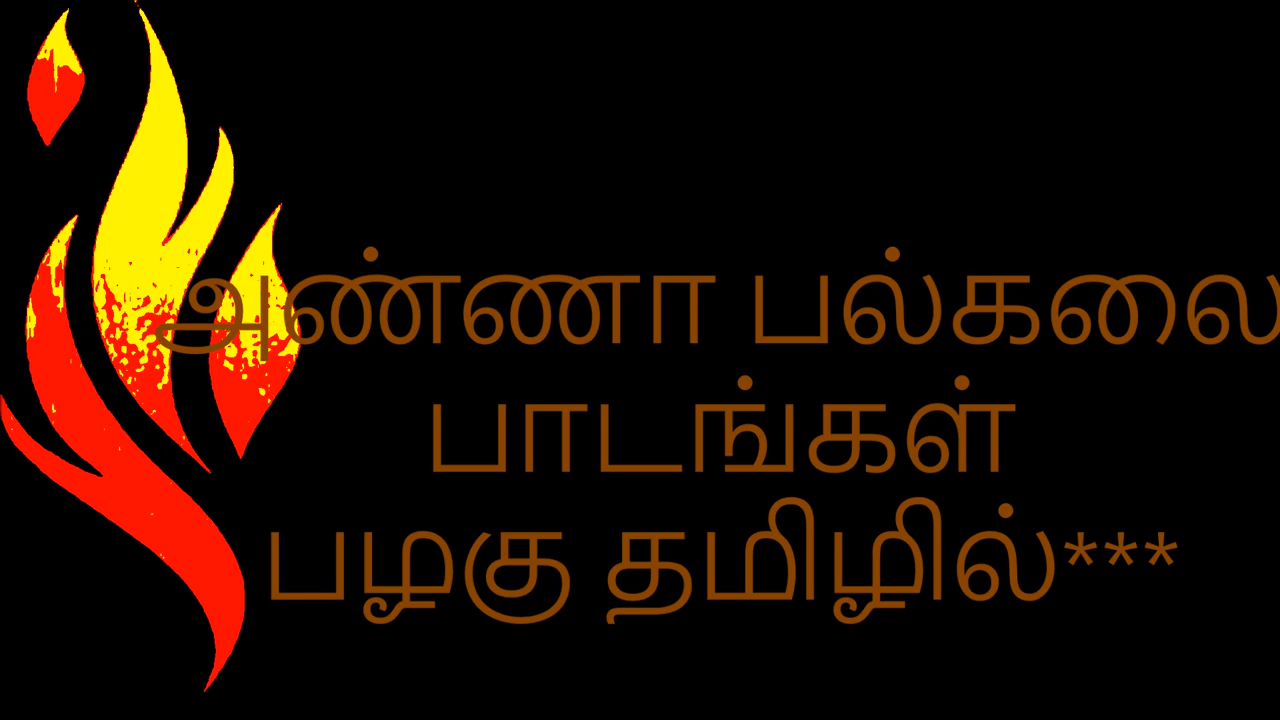 அண்ணா பல்கலை
பாடங்கள்
பழகு தமிழில்***